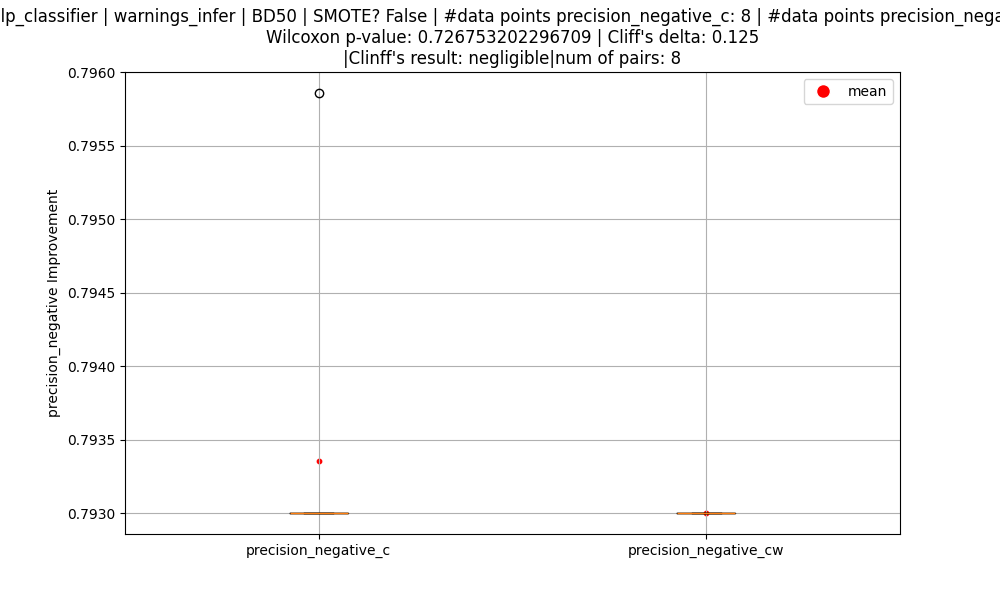 lp_classifier | warnings_infer | BD50 | SMOTE? False | #data points precision_negative_c: 8 | #data points precision_nega
Wilcoxon p-value: 0.726753202296709 | Cliff's delta: 0.125
|Clinff's result: negligible|num of pairs: 8
mean
0.7960
0.7955
0.7950
0.7945
0.7940
0.7935
0.7930
precision_negative Improvement
precision_negative_c
precision_negative_cw